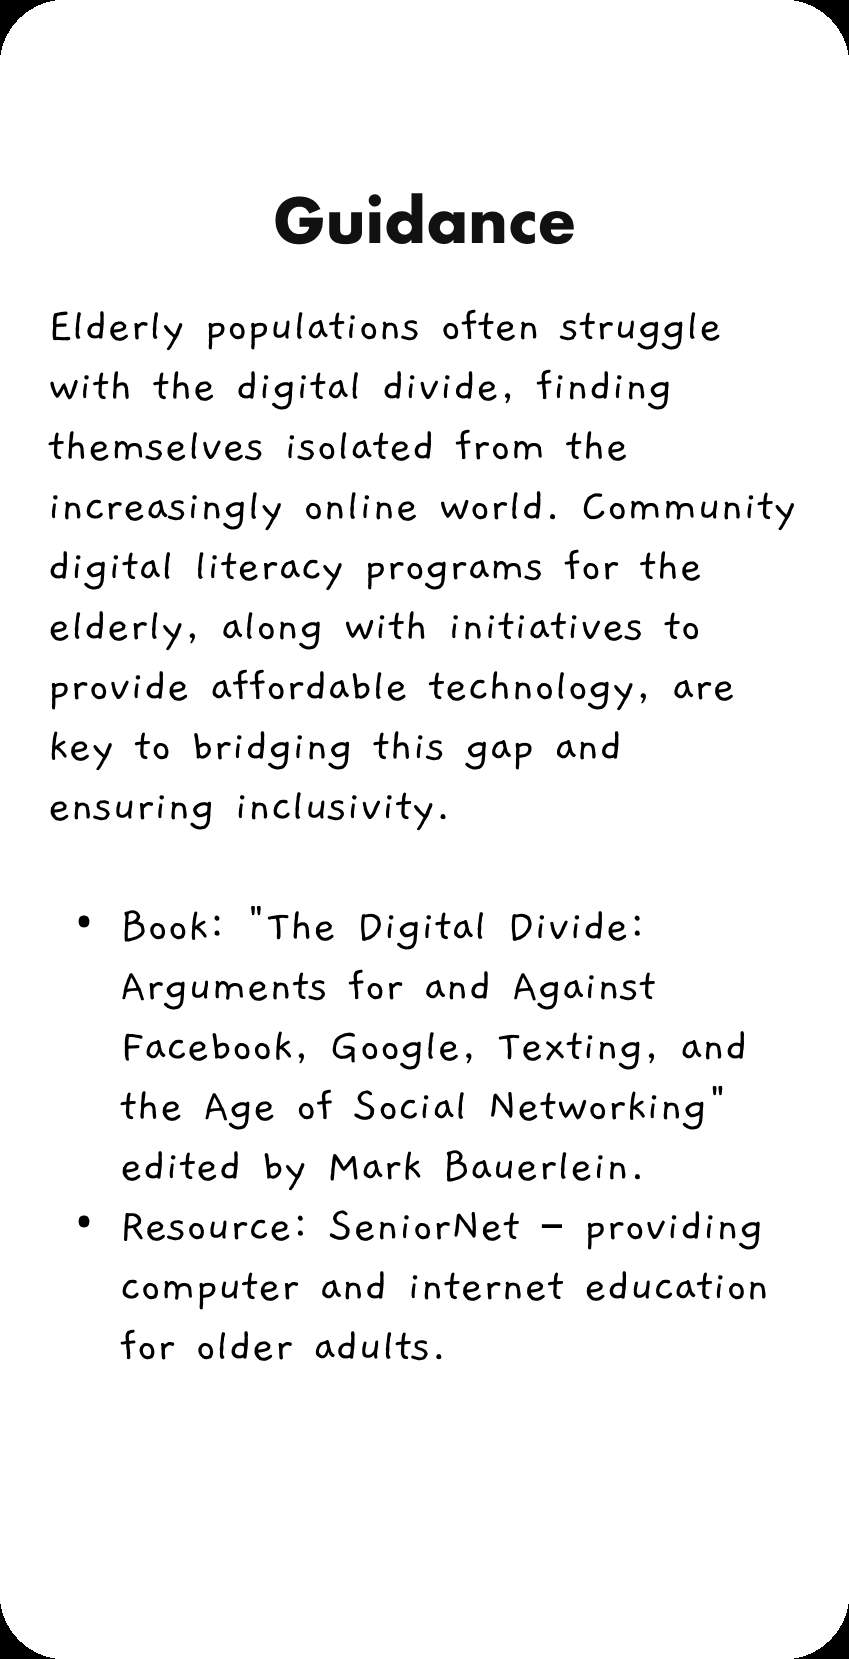 Guidance
Elderly populations often struggle
with the digital divide, finding
themselves isolated from the
increasingly online world. Community
digital literacy programs for the
elderly, along with initiatives to
provide affordable technology, are
key to bridging this gap and
ensuring inclusivity.
• Book: "The Digital Divide:
Arguments for and Against
Facebook, Google, Texting, and
the Age of Social Networking"
edited by Mark Bauerlein.
• Resource: SeniorNet – providing
computer and internet education
for older adults.